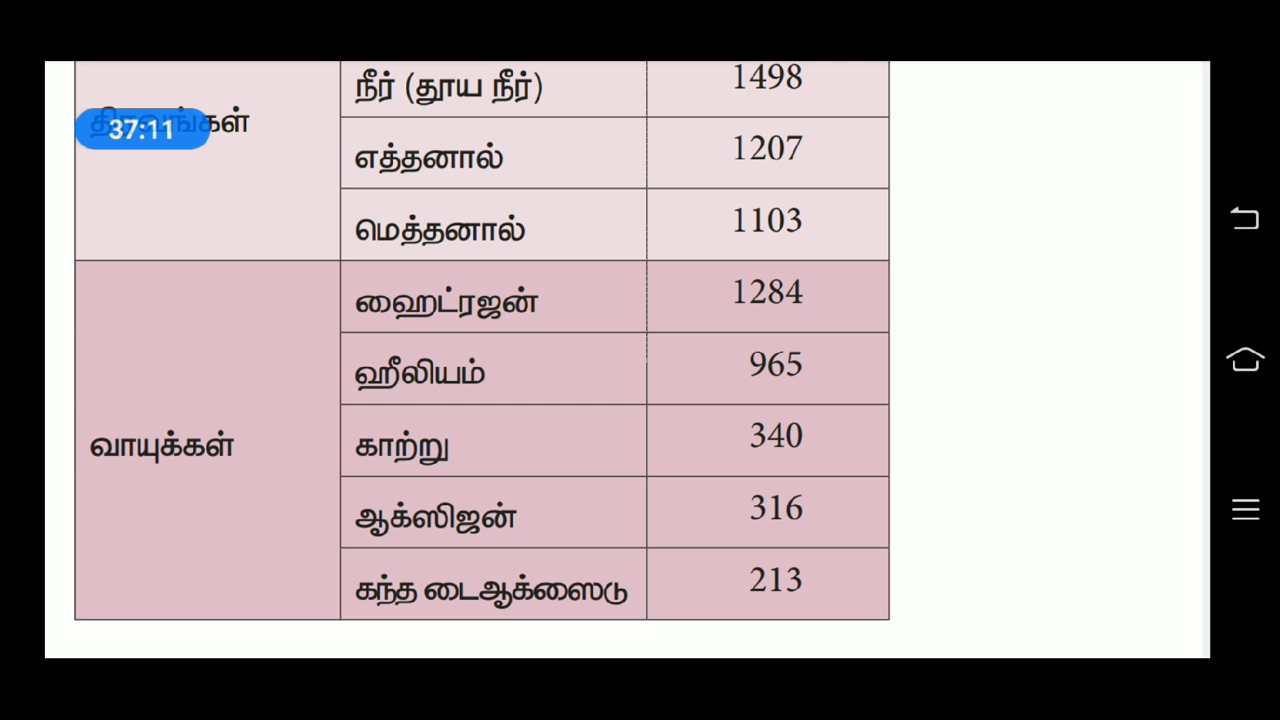 நீர் (தூய நீர்) 1498
37:11
எத்தனால் 1207
மெத்தனால் 1103
ஹைட்ரஜன் 1284
ஹீலியம் 965
வாயுக்கள்
காற்று 340
ஆக்ஸிஜன் 316
கந்த டைஆக்ஸைடு 213